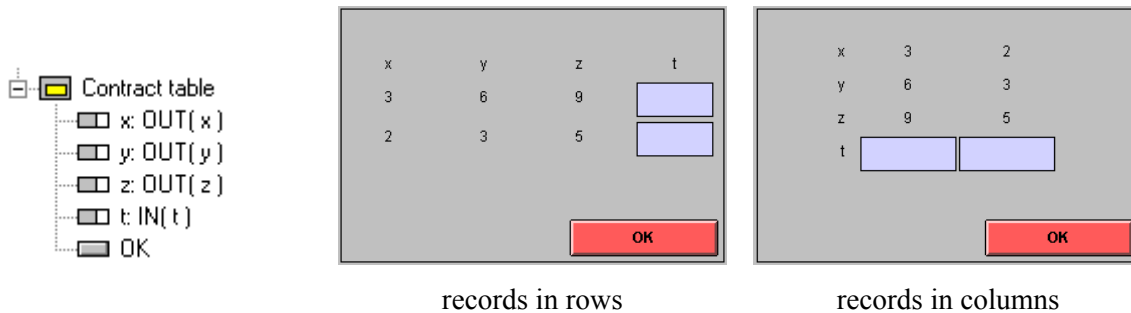 Contract table
x: OUT( x )
y: OUT( y )
z: OUT( z )
t: IN( t )
OK
x y z t
3 6 9
2 3 5
OK
records in rows
x 3 2
y 6 3
z 9 5
t
OK
records in columns